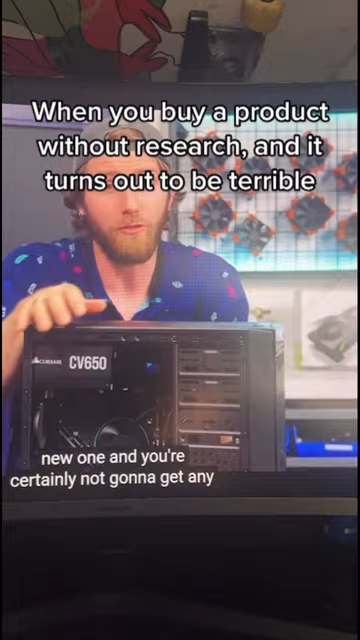 When you buy a product
without research, and it
turns out to be terrible
CORSAIR
CV650
new one and you're
certainly not gonna get any